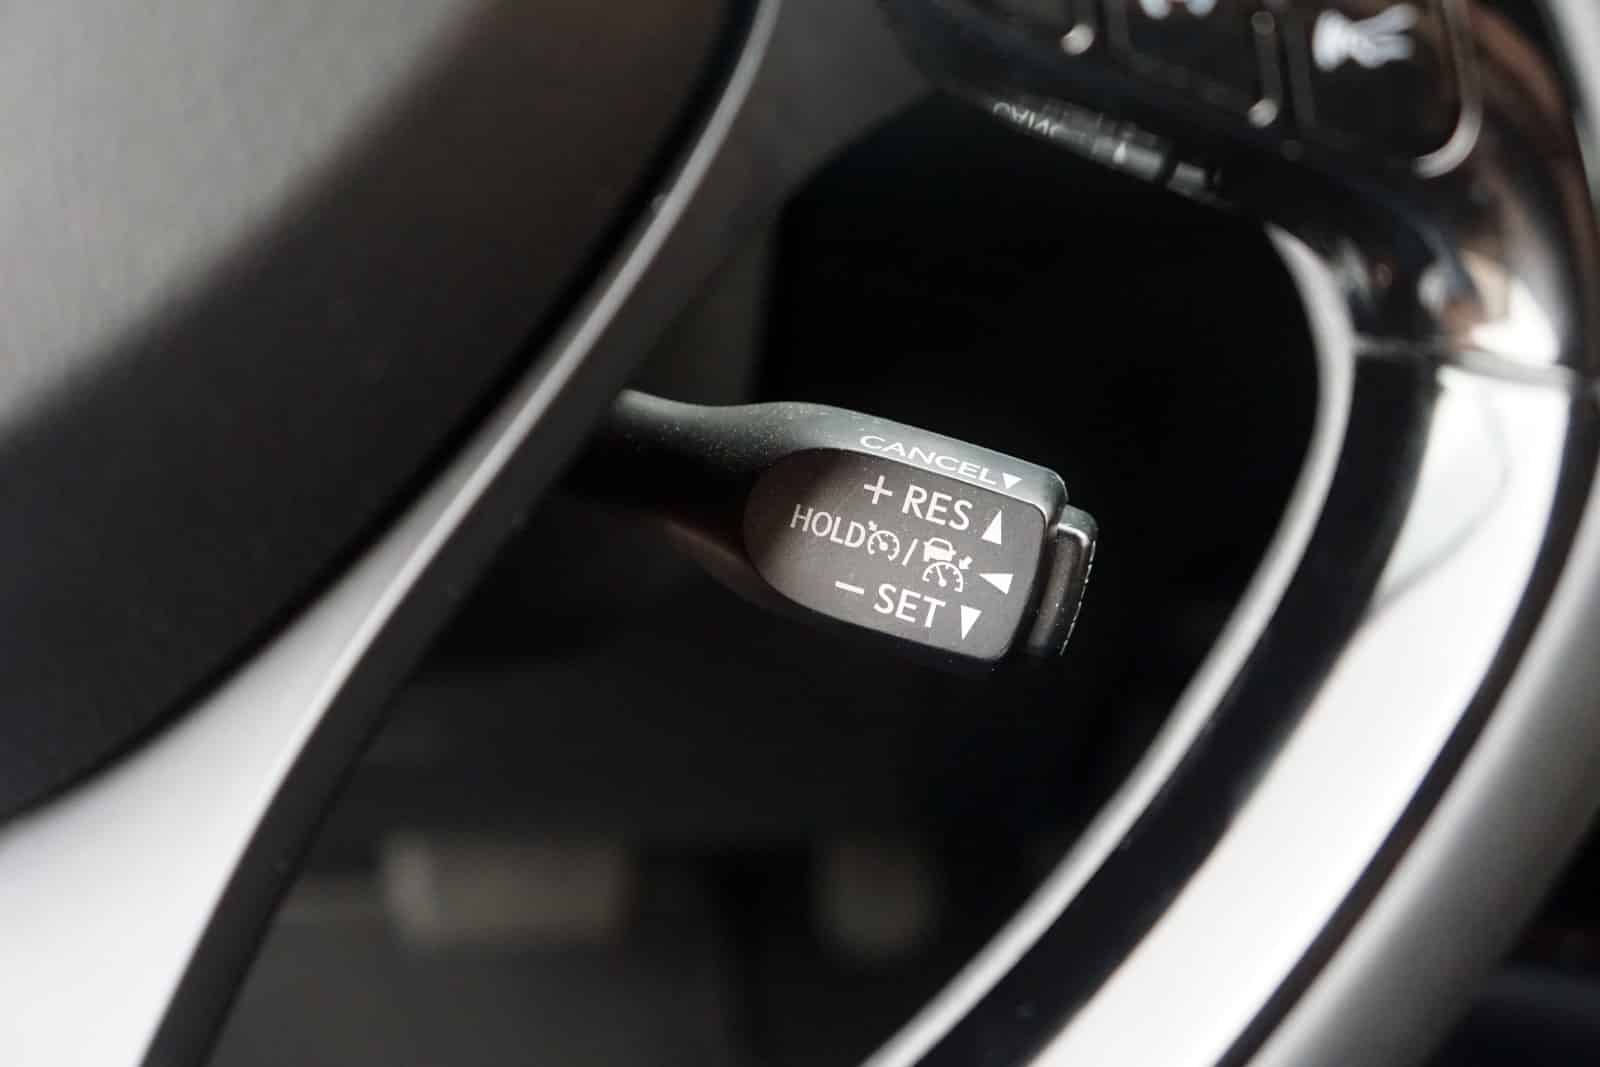 CANCEL▼
+ RES ▲
HOLD / ◄
− SET ▼